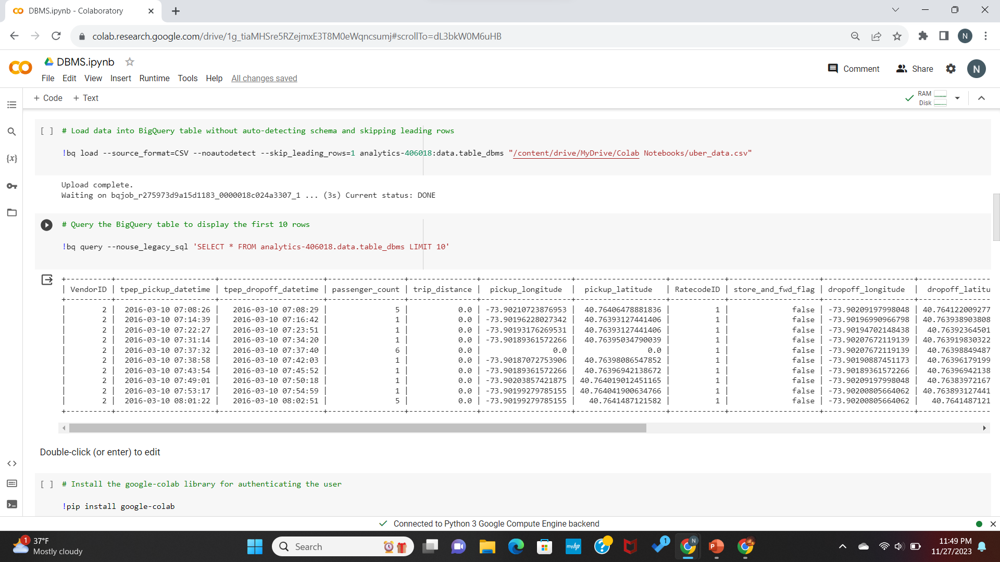 DBMS.ipynb - Colaboratory
colab.research.google.com/drive/1g_tiaMHSre5RZejmxE3T8M0eWqncsumj#scrollTo=dL3bkW0M6uHB
N
DBMS.ipynb
Comment
Share
N
File Edit View Insert Runtime Tools Help All changes saved
+ Code + Text
RAM
Disk
{x}
[ ] # Load data into BigQuery table without auto-detecting schema and skipping leading rows
!bq load --source_format=CSV --noautodetect --skip_leading_rows=1 analytics-406018:data.table_dbms "/content/drive/MyDrive/Colab Notebooks/uber_data.csv"
Upload complete.
Waiting on bqjob_r275973d9a15d1183_0000018c024a3307_1 ... (3s) Current status: DONE
# Query the BigQuery table to display the first 10 rows
!bq query --nouse_legacy_sql 'SELECT * FROM analytics-406018.data.table_dbms LIMIT 10'
| VendorID | tpep_pickup_datetime | tpep_dropoff_datetime | passenger_count | trip_distance | pickup_longitude | pickup_latitude | RatecodeID | store_and_fwd_flag | dropoff_longitude | dropoff_latitu
| 2 | 2016-03-10 07:08:26 | 2016-03-10 07:08:29 | 5 | 0.0 | -73.90210723876953 | 40.76406478881836 | 1 | false | -73.90209197998048 | 40.764122009277
| 2 | 2016-03-10 07:14:39 | 2016-03-10 07:16:42 | 1 | 0.0 | -73.90196228027342 | 40.76393127441406 | 1 | false | -73.90196990966798 | 40.763938903808
| 2 | 2016-03-10 07:22:27 | 2016-03-10 07:23:51 | 1 | 0.0 | -73.90193176269531 | 40.76393127441406 | 1 | false | -73.90194702148438 | 40.76392364501
| 2 | 2016-03-10 07:31:14 | 2016-03-10 07:34:20 | 1 | 0.0 | -73.90189361572266 | 40.76395034790039 | 1 | false | -73.90207672119139 | 40.763919830322
| 2 | 2016-03-10 07:37:32 | 2016-03-10 07:37:40 | 6 | 0.0 | 0.0 | 0.0 | 1 | false | -73.90207672119139 | 40.76398849487
| 2 | 2016-03-10 07:38:58 | 2016-03-10 07:42:03 | 1 | 0.0 | -73.90187072753906 | 40.76398086547852 | 1 | false | -73.90190887451173 | 40.76396179199
| 2 | 2016-03-10 07:43:54 | 2016-03-10 07:45:52 | 1 | 0.0 | -73.90189361572266 | 40.76396942138672 | 1 | false | -73.90189361572266 | 40.76396942138
| 2 | 2016-03-10 07:49:01 | 2016-03-10 07:50:18 | 1 | 0.0 | -73.90203857421875 | 40.764019012451165 | 1 | false | -73.90209197998048 | 40.76383972167
| 2 | 2016-03-10 07:53:17 | 2016-03-10 07:54:59 | 1 | 0.0 | -73.90199279785155 | 40.764041900634766 | 1 | false | -73.90200805664062 | 40.763893127441
| 2 | 2016-03-10 08:01:22 | 2016-03-10 08:02:51 | 5 | 0.0 | -73.90199279785155 | 40.7641487121582 | 1 | false | -73.90200805664062 | 40.7641487121
Double-click (or enter) to edit
[ ] # Install the google-colab library for authenticating the user
!pip install google-colab
Connected to Python 3 Google Compute Engine backend
1
37°F
Mostly cloudy
Search
myhp
?
1
N
P
11:49 PM
11/27/2023